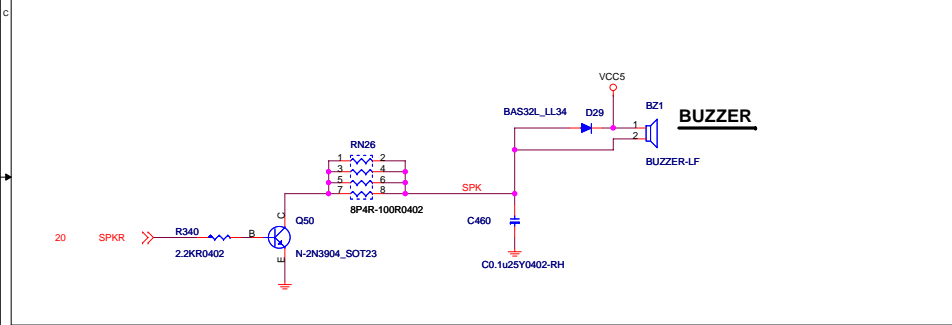 C
VCC5
BAS32L_LL34 D29 BZ1
BUZZER
1
2
BUZZER-LF
RN26
1 2
3 4
5 6
7 8
8P4R-100R0402
SPK
C460
C0.1u25Y0402-RH
20 SPKR R340 B C Q50
2.2KR0402 E N-2N3904_SOT23